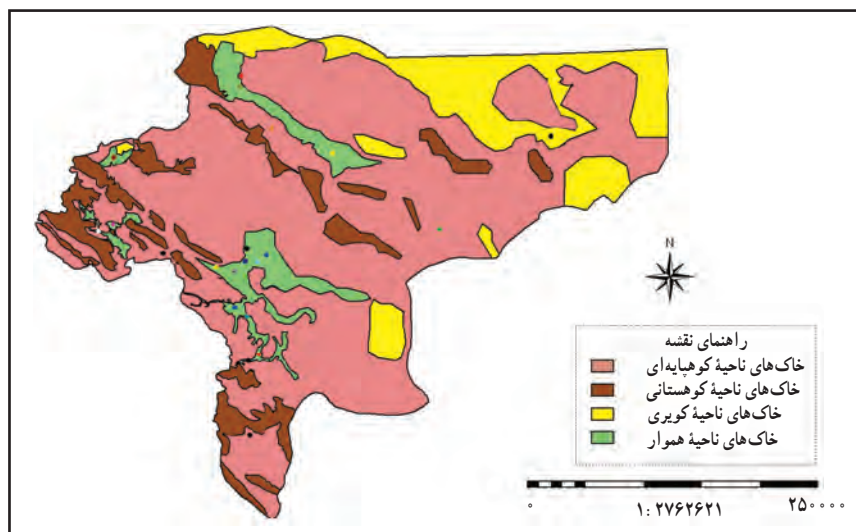 N
راهنمای نقشه
خاک‌های ناحیهٔ کوهپایه‌ای
خاک‌های ناحیهٔ کوهستانی
خاک‌های ناحیهٔ کویری
خاک‌های ناحیهٔ هموار
۰ ۱:۲۷۶۲۶۲۱ ۲۵۰۰۰۰